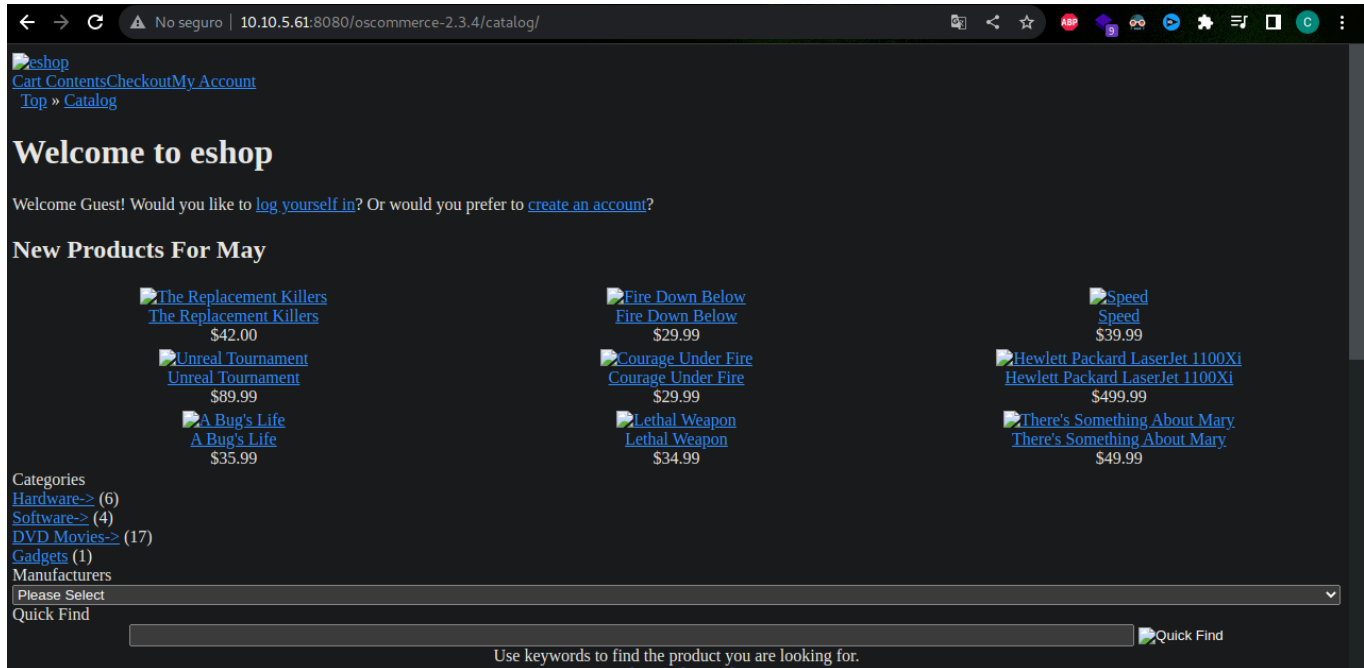 No seguro | 10.10.5.61:8080/oscommerce-2.3.4/catalog/
ABP
9
C
eshop
Cart ContentsCheckoutMy Account
Top » Catalog
Welcome to eshop
Welcome Guest! Would you like to log yourself in? Or would you prefer to create an account?
New Products For May
The Replacement Killers Fire Down Below Speed
The Replacement Killers Fire Down Below Speed
$42.00 $29.99 $39.99
Unreal Tournament Courage Under Fire Hewlett Packard LaserJet 1100Xi
Unreal Tournament Courage Under Fire Hewlett Packard LaserJet 1100Xi
$89.99 $29.99 $499.99
A Bug's Life Lethal Weapon There's Something About Mary
A Bug's Life Lethal Weapon There's Something About Mary
$35.99 $34.99 $49.99
Categories
Hardware-> (6)
Software-> (4)
DVD Movies-> (17)
Gadgets (1)
Manufacturers
Please Select
Quick Find
Quick Find
Use keywords to find the product you are looking for.